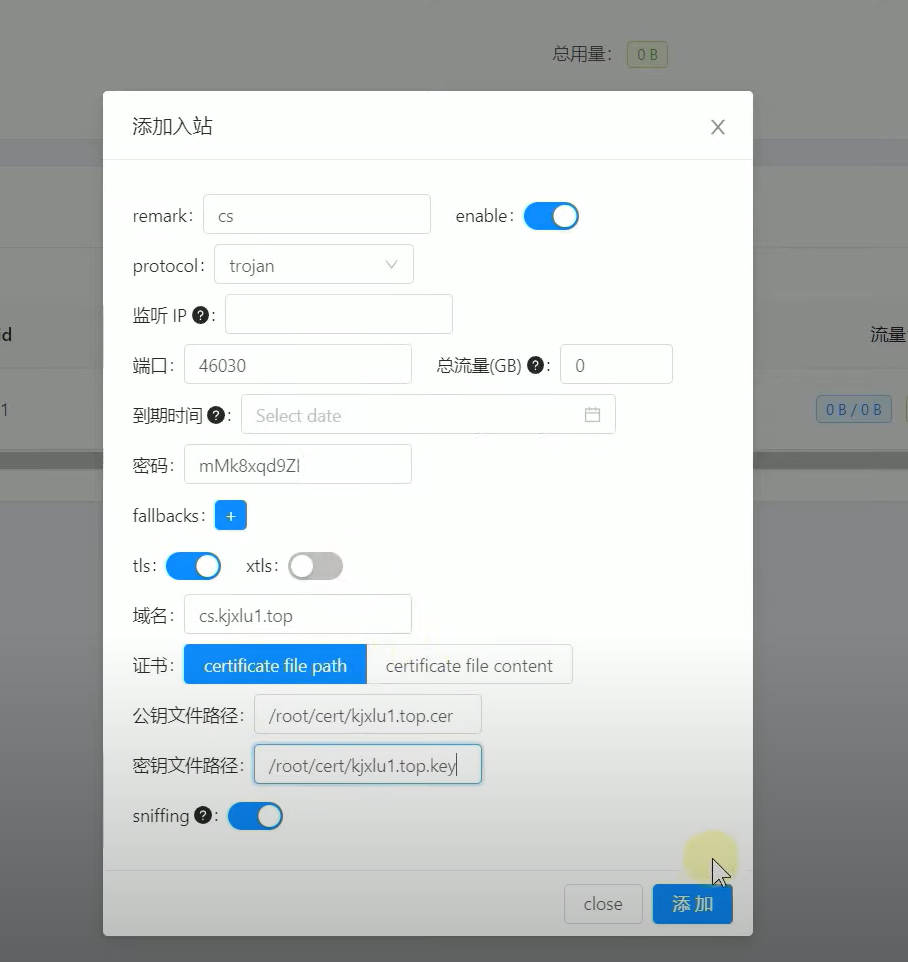 总用量： 0 B
添加入站
remark: cs enable:
protocol: trojan
监听 IP ? :
id
端口: 46030 总流量(GB) ? : 0
流量
到期时间 ? : Select date
1
0 B / 0 B
密码: mMk8xqd9ZI
fallbacks: +
tls: xtls:
域名: cs.kjxlu1.top
证书: certificate file path certificate file content
公钥文件路径: /root/cert/kjxlu1.top.cer
密钥文件路径: /root/cert/kjxlu1.top.key
sniffing ? :
close 添 加